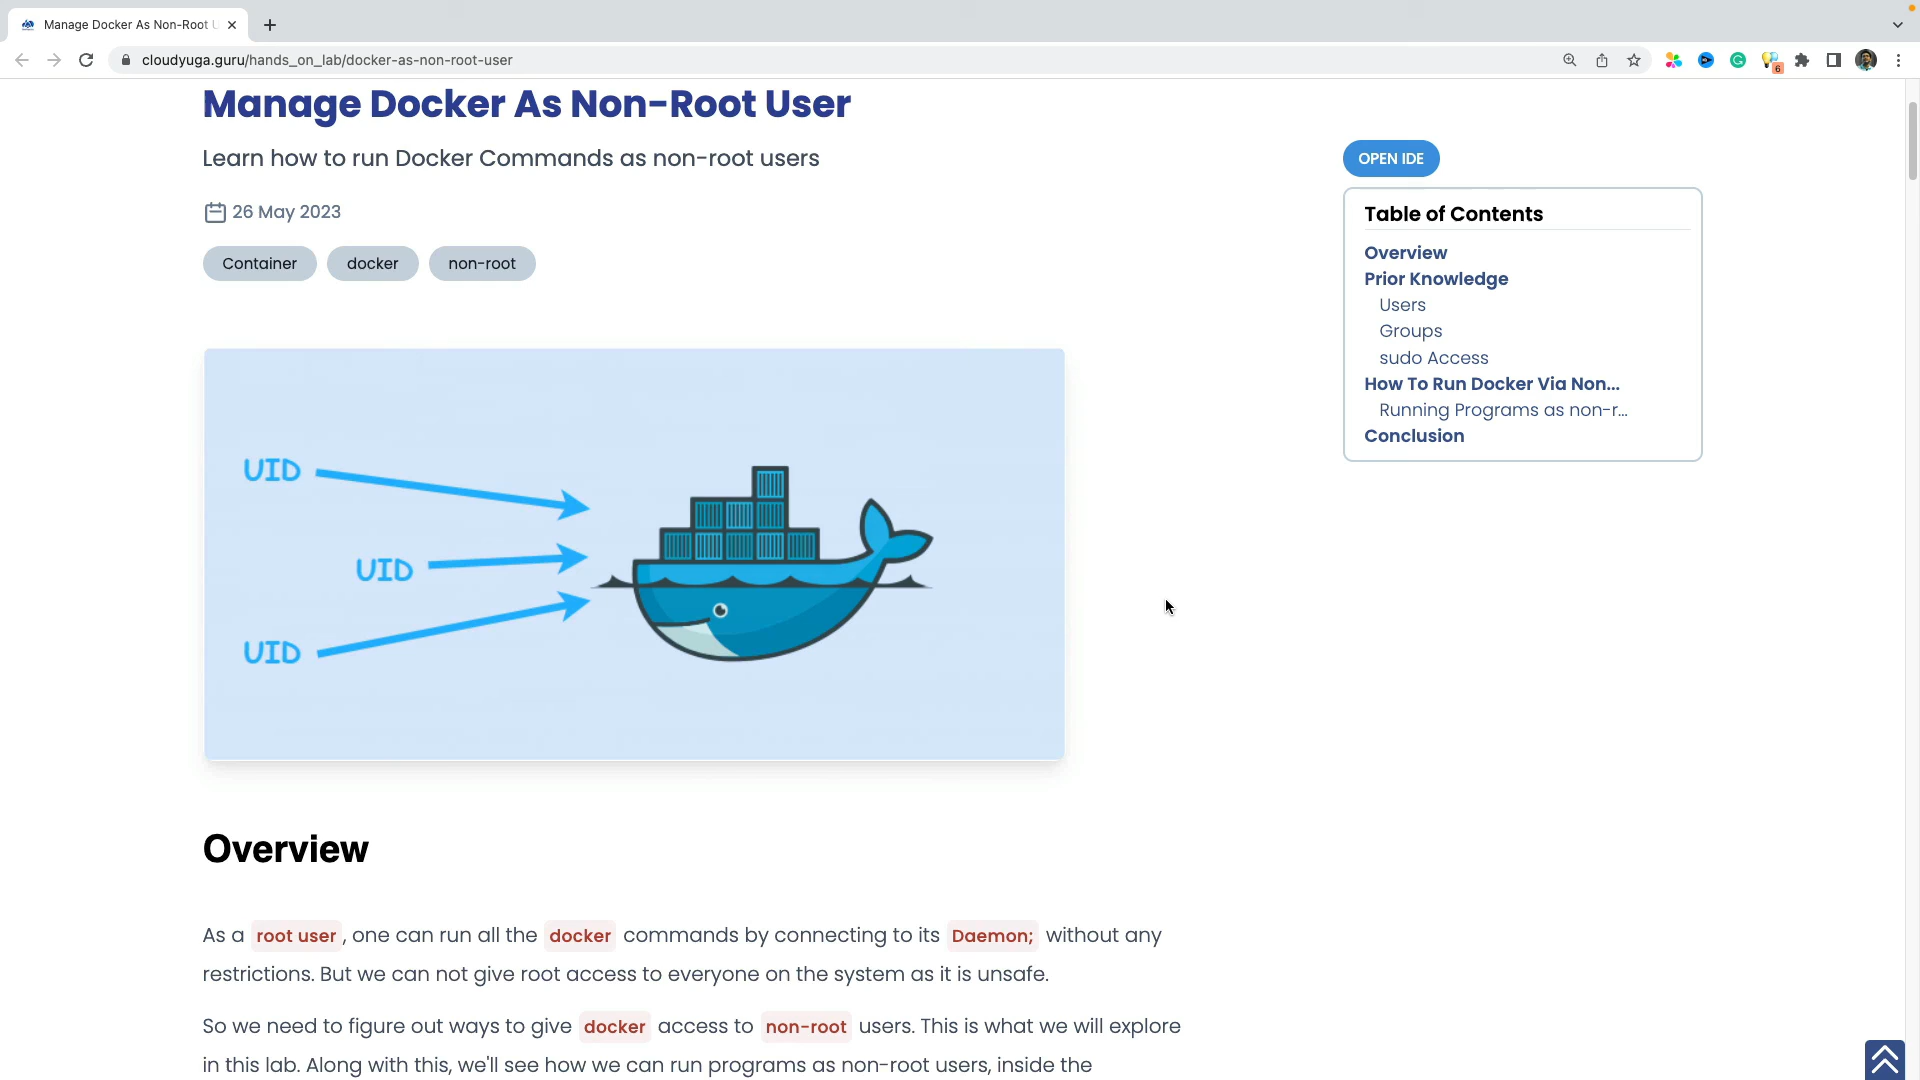 Manage Docker As Non-Root U
cloudyuga.guru/hands_on_lab/docker-as-non-root-user
6
Manage Docker As Non-Root User
Learn how to run Docker Commands as non-root users
26 May 2023
Container docker non-root
OPEN IDE
Table of Contents
Overview
Prior Knowledge
Users
Groups
sudo Access
How To Run Docker Via Non...
Running Programs as non-r...
Conclusion
UID
UID
UID
Overview
As a root user, one can run all the docker commands by connecting to its Daemon; without any
restrictions. But we can not give root access to everyone on the system as it is unsafe.
So we need to figure out ways to give docker access to non-root users. This is what we will explore
in this lab. Along with this, we'll see how we can run programs as non-root users, inside the